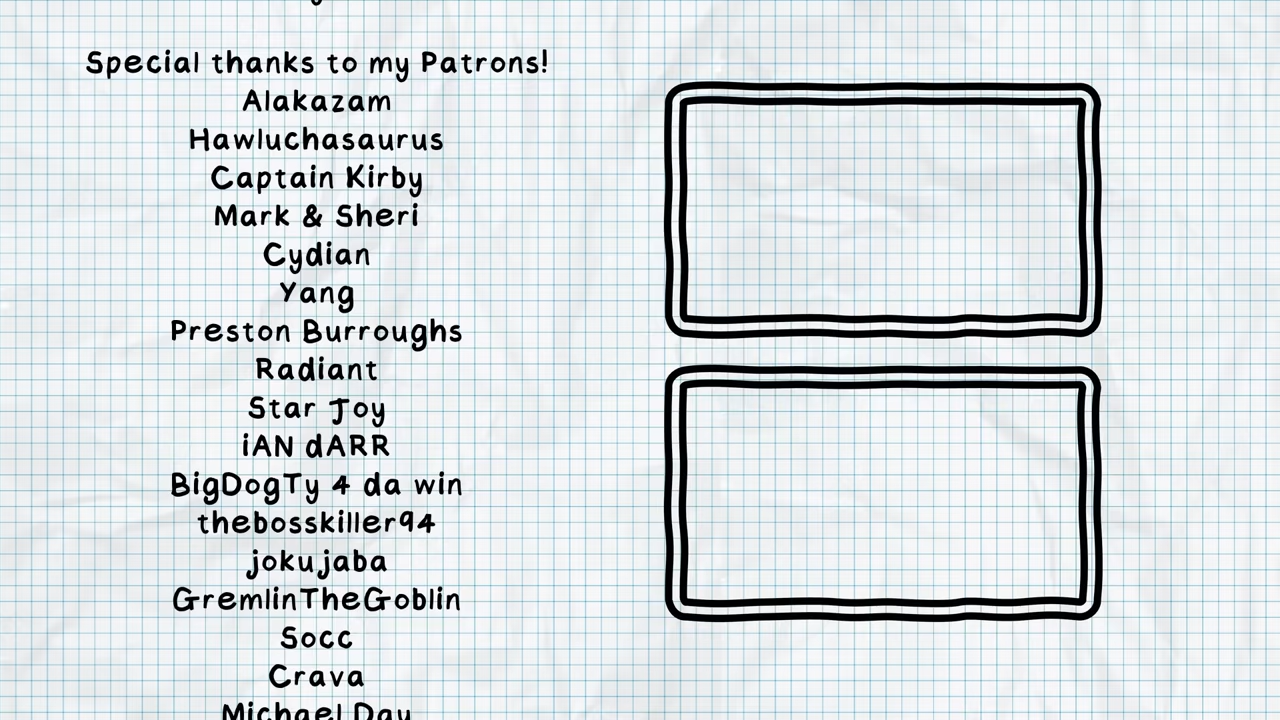 Special thanks to my Patrons!
Alakazam
Hawluchasaurus
Captain Kirby
Mark & Sheri
Cydian
Yang
Preston Burroughs
Radiant
Star Joy
iAN dARR
BigDogTy 4 da win
thebosskiller94
jokujaba
GremlinTheGoblin
Socc
Crava
Michael Day